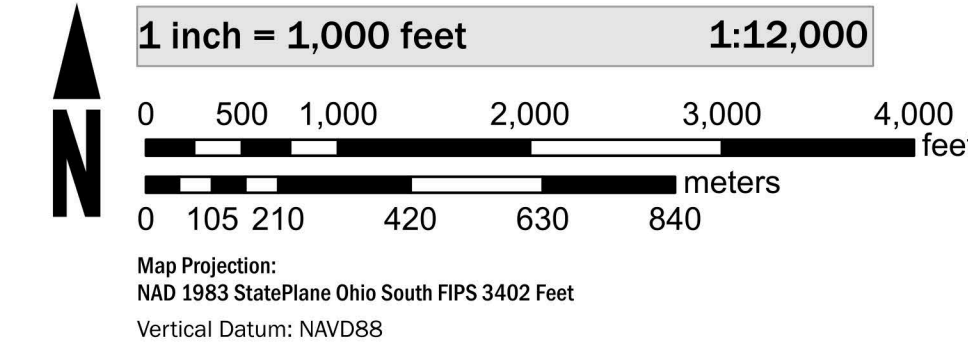 1 inch = 1,000 feet 1:12,000
0 500 1,000 2,000 3,000 4,000
feet
meters
0 105 210 420 630 840
N
Map Projection:
NAD 1983 StatePlane Ohio South FIPS 3402 Feet
Vertical Datum: NAVD88